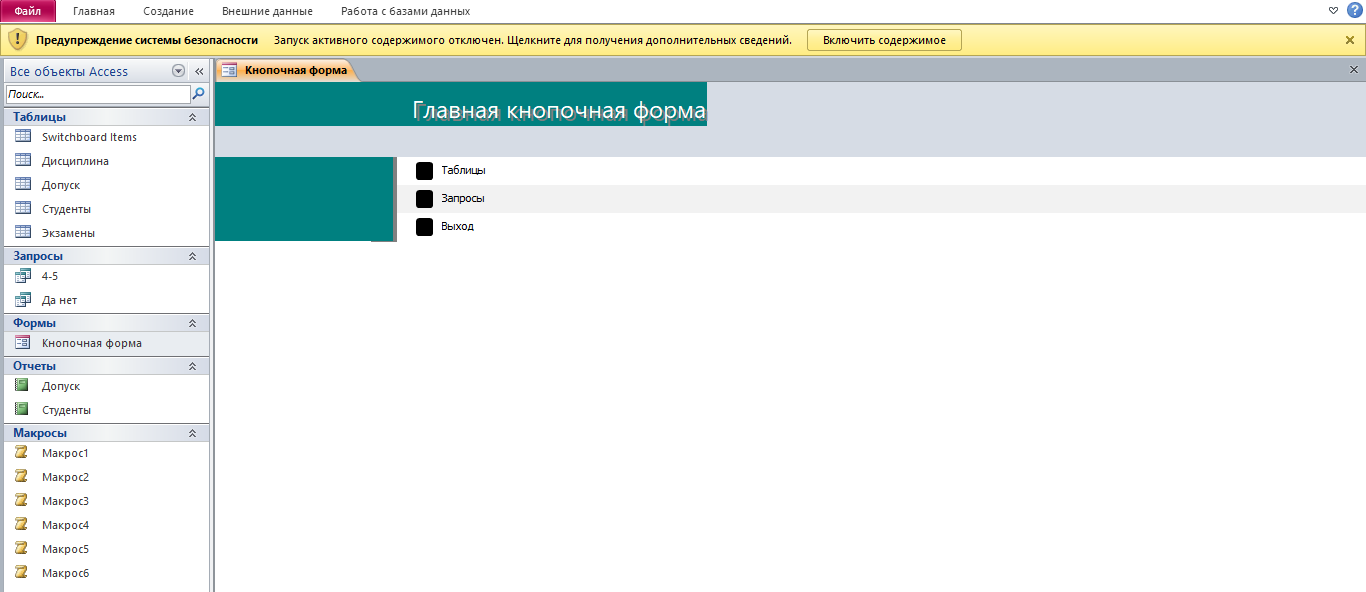 Файл Главная Создание Внешние данные Работа с базами данных
Предупреждение системы безопасности Запуск активного содержимого отключен. Щелкните для получения дополнительных сведений. Включить содержимое
Все объекты Access
Поиск...
Таблицы
Switchboard Items
Дисциплина
Допуск
Студенты
Экзамены
Запросы
4-5
Да нет
Формы
Кнопочная форма
Отчеты
Допуск
Студенты
Макросы
Макрос1
Макрос2
Макрос3
Макрос4
Макрос5
Макрос6
Кнопочная форма
Главная кнопочная форма
Таблицы
Запросы
Выход